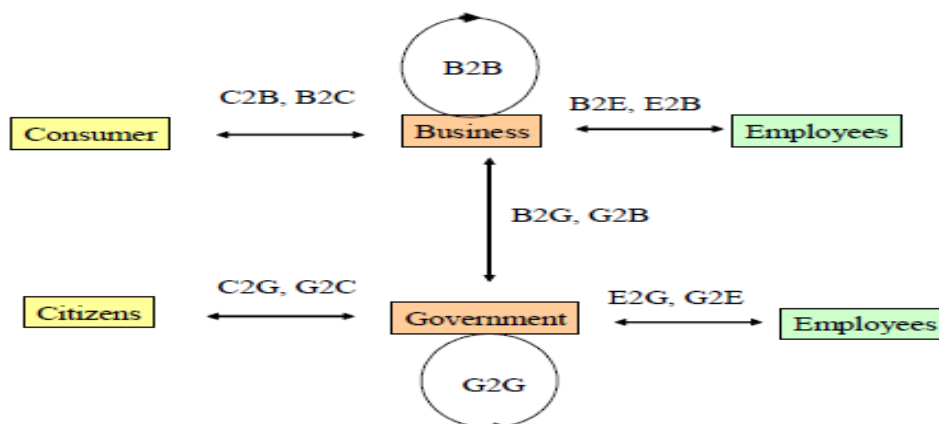 B2B
C2B, B2C
B2E, E2B
Consumer
Business
Employees
B2G, G2B
C2G, G2C
E2G, G2E
Citizens
Government
Employees
G2G